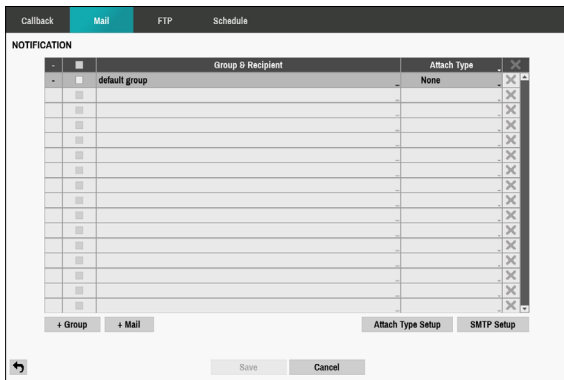 Callback Mail FTP Schedule
NOTIFICATION
- Group & Recipient Attach Type
- default group None
+ Group + Mail Attach Type Setup SMTP Setup
Save Cancel